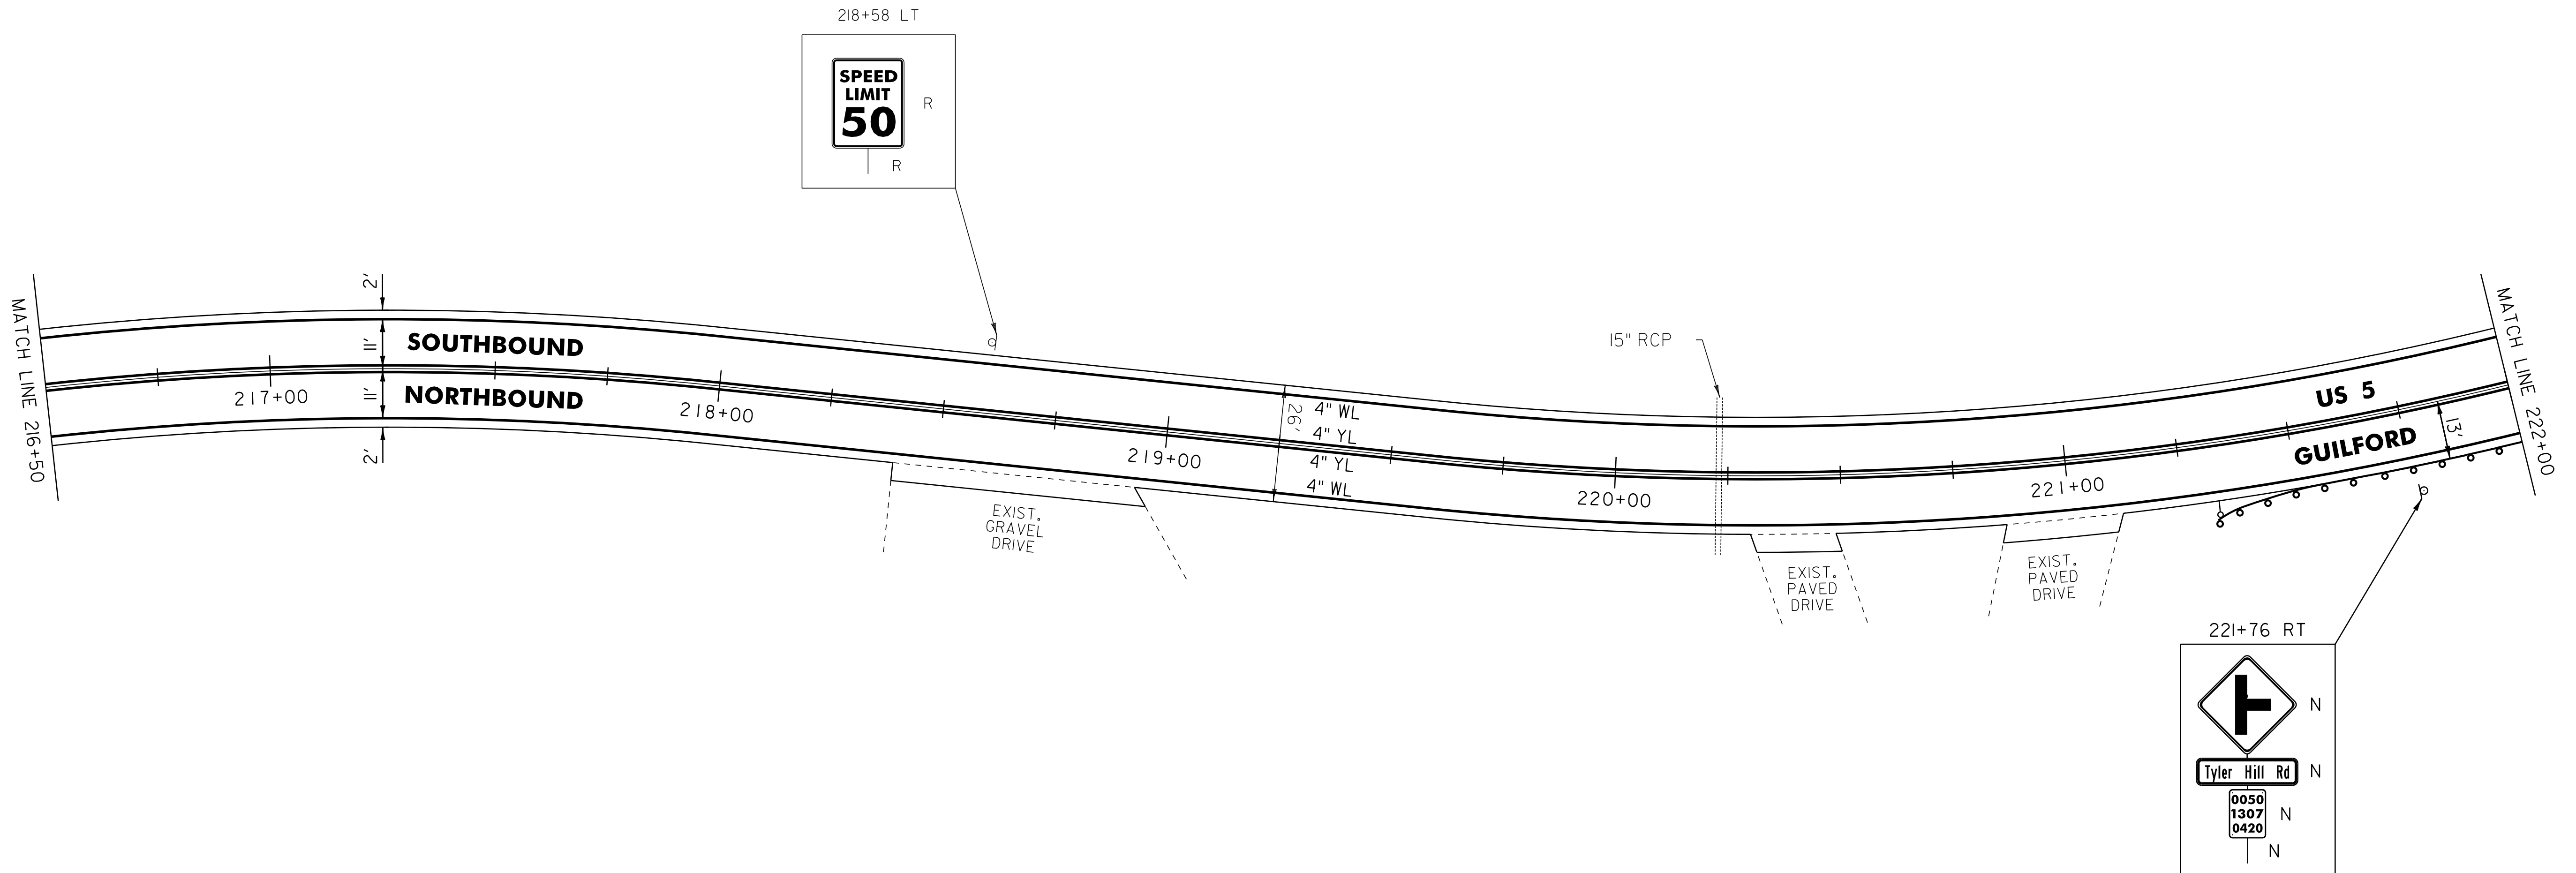 218+58 LT
SPEED
LIMIT
50
R
R
MATCH LINE 216+50
2'
11'
11'
2'
SOUTHBOUND
NORTHBOUND
217+00
218+00
219+00
220+00
221+00
EXIST.
GRAVEL
DRIVE
26'
4" WL
4" YL
4" YL
4" WL
15" RCP
EXIST.
PAVED
DRIVE
EXIST.
PAVED
DRIVE
US 5
GUILFORD
13'
MATCH LINE 222+00
221+76 RT
N
Tyler Hill Rd
N
0050
1307
0420
N
N